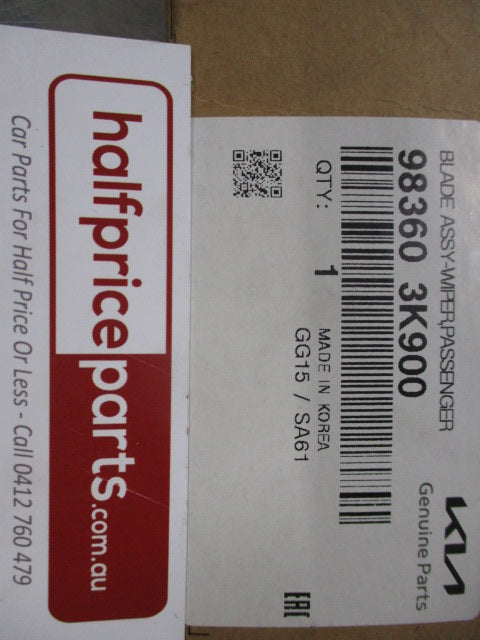 KIA
Genuine Parts
BLADE ASSY-WIPER,PASSENGER
98360 3K900
QTY: 1 MADE IN KOREA
GG15 / SA61
EAC
halfpriceparts.com.au
Car Parts For Half Price Or Less - Call 0412 760 479